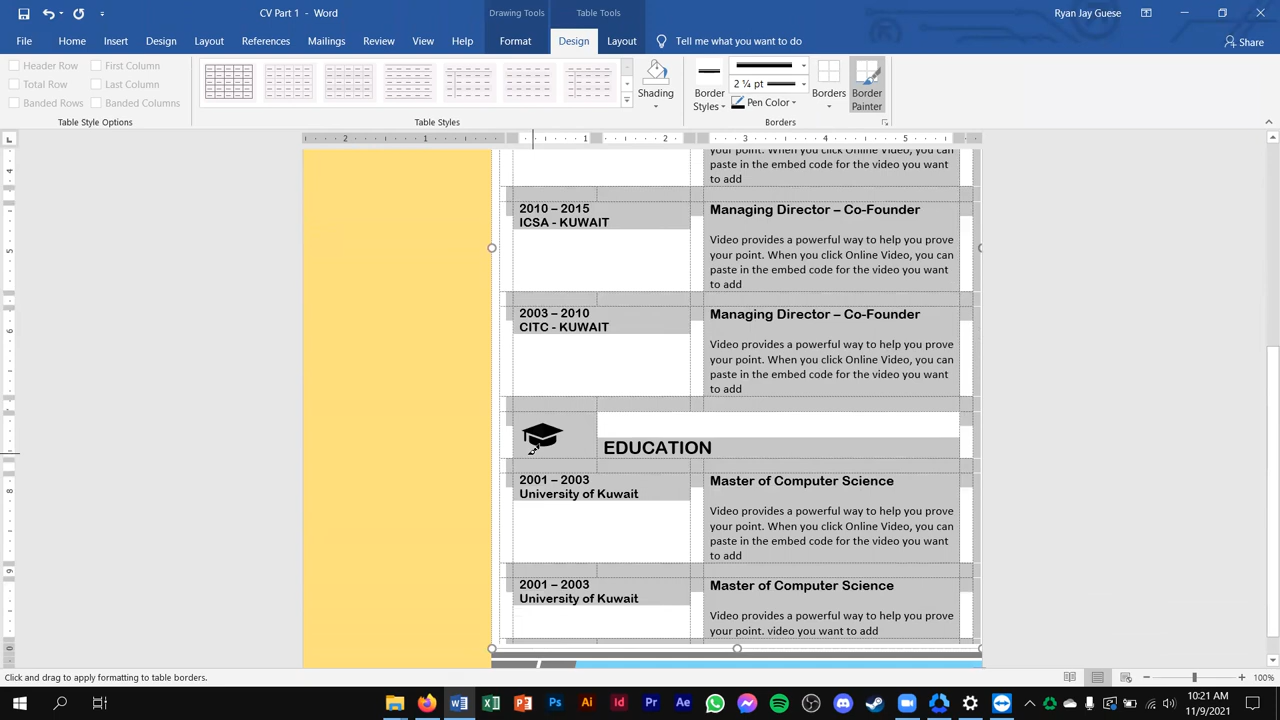 CV Part 1 - Word
Drawing Tools
Table Tools
Ryan Jay Guese
File
Home
Insert
Design
Layout
References
Mailings
Review
View
Help
Format
Design
Layout
Tell me what you want to do
Share
Header Row
First Column
Total Row
Last Column
Banded Rows
Banded Columns
Table Style Options
Table Styles
Shading
Border
Styles
2 ¼ pt
Pen Color
Borders
Border
Painter
Borders
2 1 1 2 3 4 5
your point. When you click Online Video, you can
paste in the embed code for the video you want
to add
2010 – 2015
ICSA - KUWAIT
Managing Director – Co-Founder
Video provides a powerful way to help you prove
your point. When you click Online Video, you can
paste in the embed code for the video you want
to add
2003 – 2010
CITC - KUWAIT
Managing Director – Co-Founder
Video provides a powerful way to help you prove
your point. When you click Online Video, you can
paste in the embed code for the video you want
to add
EDUCATION
2001 – 2003
University of Kuwait
Master of Computer Science
Video provides a powerful way to help you prove
your point. When you click Online Video, you can
paste in the embed code for the video you want
to add
2001 – 2003
University of Kuwait
Master of Computer Science
Video provides a powerful way to help you prove
your point. video you want to add
Click and drag to apply formatting to table borders.
100%
10:21 AM
11/9/2021